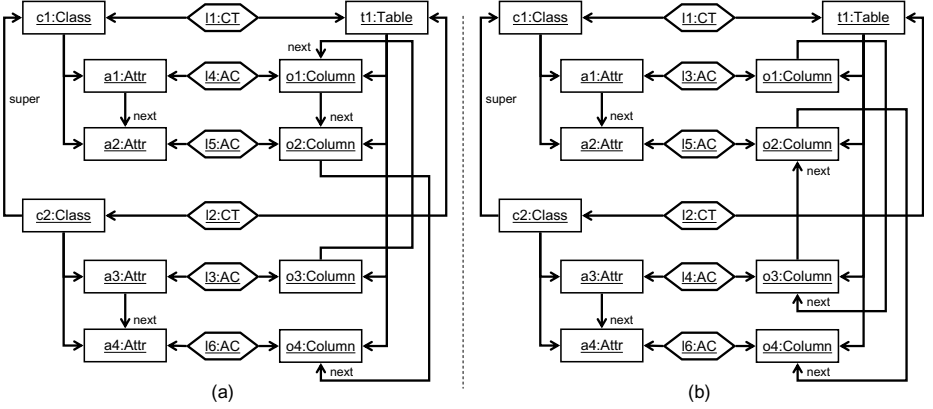 c1:Class l1:CT t1:Table
next
a1:Attr l4:AC o1:Column
super next next
a2:Attr l5:AC o2:Column
c2:Class l2:CT
a3:Attr l3:AC o3:Column
next
a4:Attr l6:AC o4:Column
next
(a)
c1:Class l1:CT t1:Table
a1:Attr l3:AC o1:Column
super next
a2:Attr l5:AC o2:Column
next
c2:Class l2:CT
a3:Attr l4:AC o3:Column
next next
a4:Attr l6:AC o4:Column
next
(b)